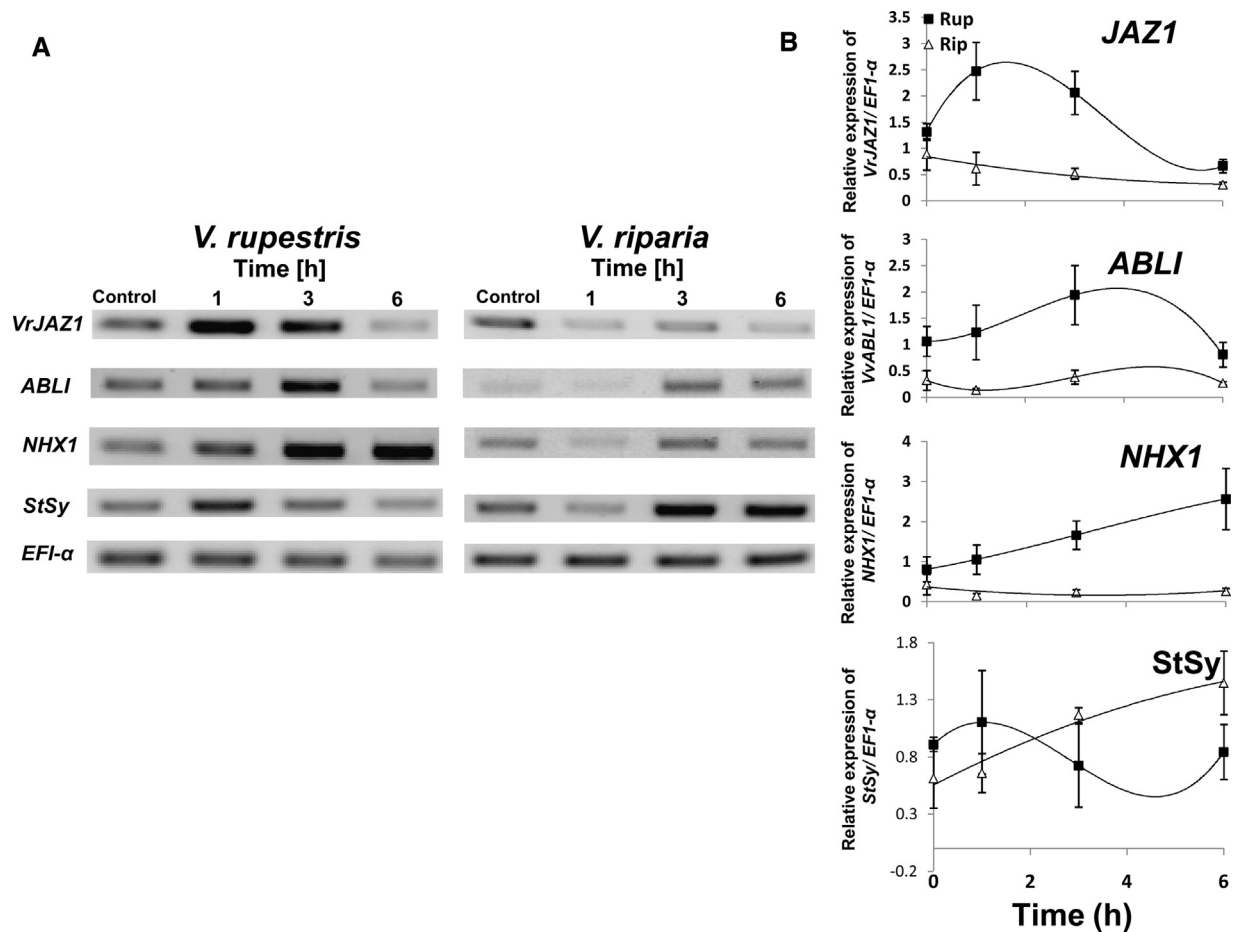 A
V. rupestris
Time [h]
Control 1 3 6
V. riparia
Time [h]
Control 1 3 6
VrJAZ1
ABLI
NHX1
StSy
EFI-α
B
Rup
Rip
JAZ1
Relative expression of
VrJAZ1/ EF1-α
3.5
3
2.5
2
1.5
1
0.5
0
ABLI
Relative expression of
VvABL1/ EF1-α
3
2.5
2
1.5
1
0.5
0
NHX1
Relative expression of
NHX1/ EF1-α
4
3
2
1
0
StSy
Relative expression of
StSy/ EF1-α
1.8
1.3
0.8
0.3
-0.2
0 2 4 6
Time (h)